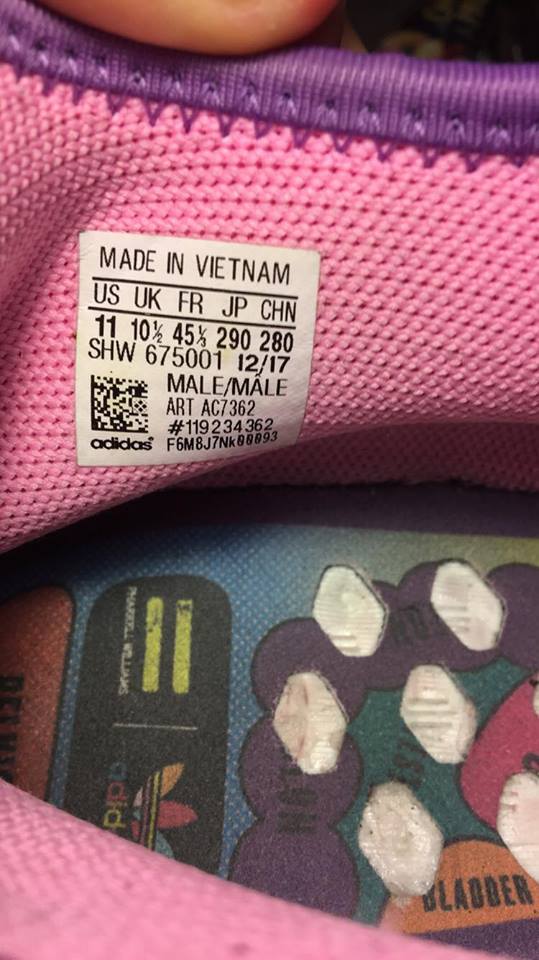 MADE IN VIETNAM
US UK FR JP CHN
11 10½ 45⅓ 290 280
SHW 675001 12/17
MALE/MÂLE
ART AC7362
#119234362
adidas F6M8J7Nk00093
PHARRELL WILLIAMS
BLADDER